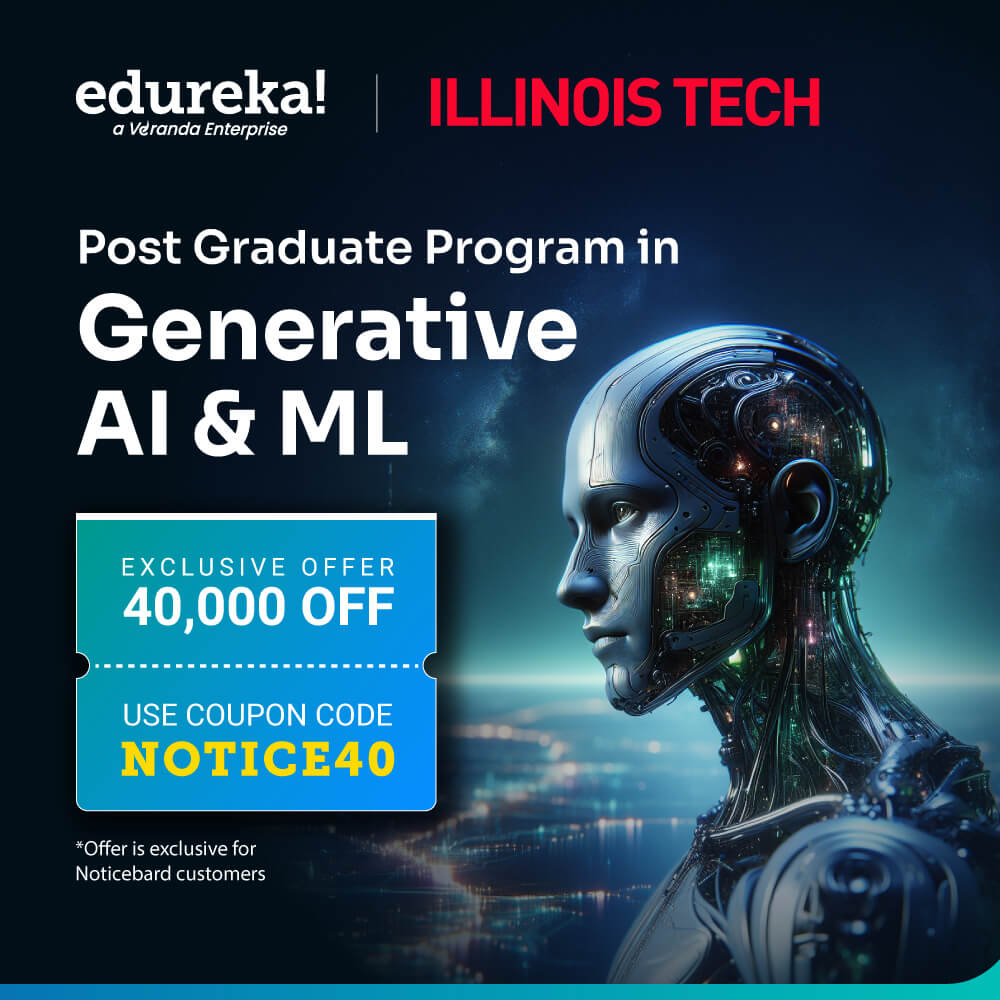 edureka!
a Veranda Enterprise
ILLINOIS TECH
Post Graduate Program in
Generative
AI & ML
EXCLUSIVE OFFER
40,000 OFF
USE COUPON CODE
NOTICE40
*Offer is exclusive for
Noticebard customers